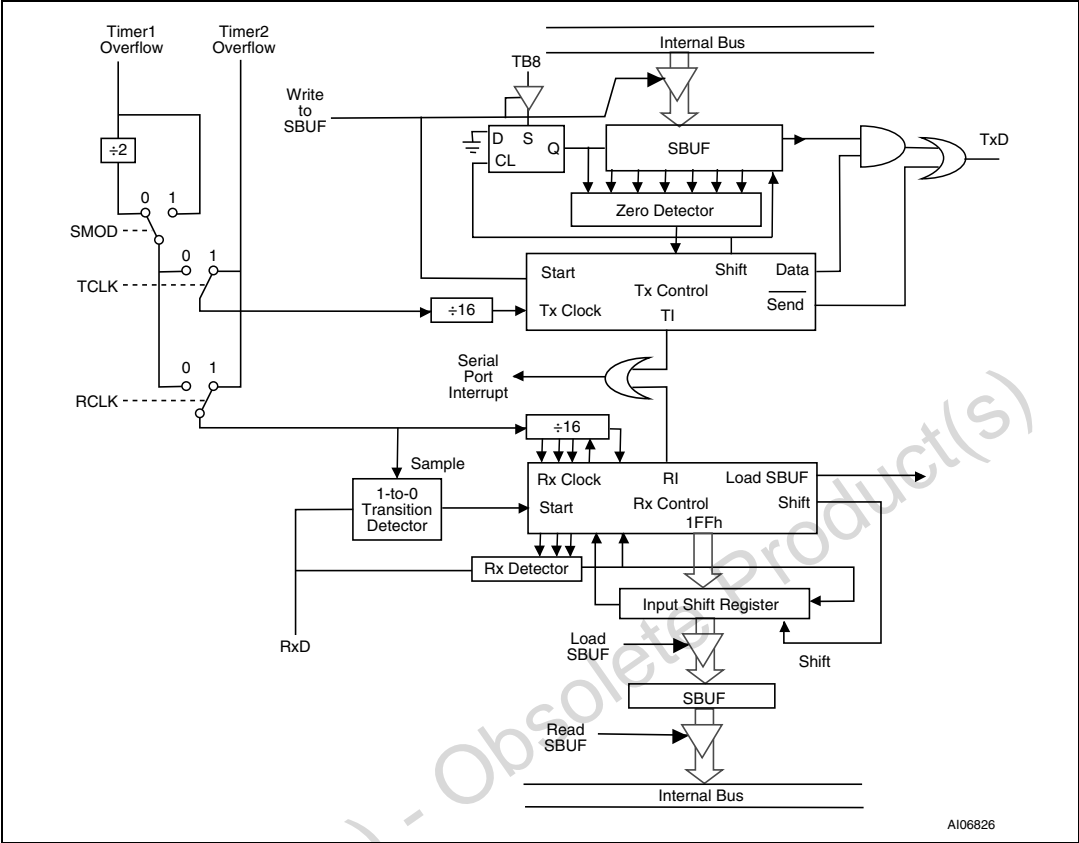 Timer1
Overflow
Timer2
Overflow
Internal Bus
TB8
Write
to
SBUF
÷2
D S
Q
CL
SBUF
TxD
Zero Detector
0 1
SMOD
0 1
TCLK
Start
Shift
Data
Tx Control
Send
Tx Clock
TI
÷16
Serial
Port
Interrupt
0 1
RCLK
÷16
Sample
1-to-0
Transition
Detector
Rx Clock
RI
Load SBUF
Start
Rx Control
Shift
1FFh
Rx Detector
Input Shift Register
RxD
Load
SBUF
Shift
SBUF
Read
SBUF
Internal Bus
AI06826
) - Obsolete Product(s)